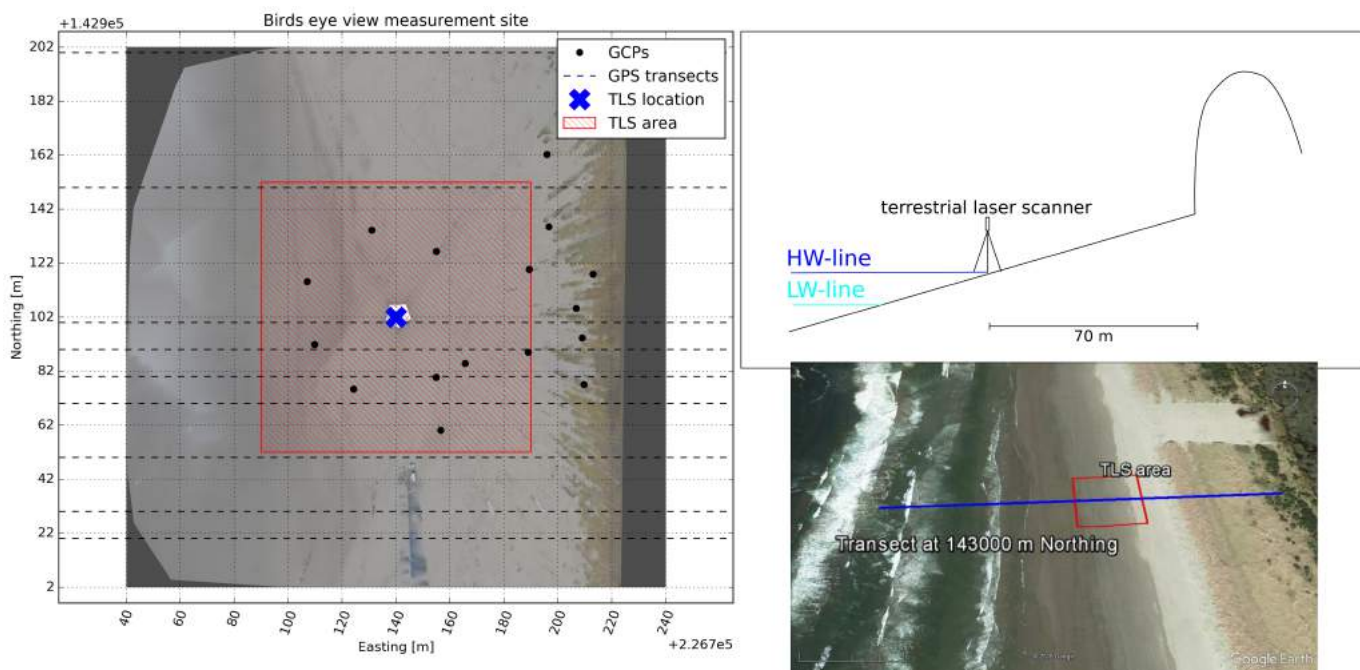 Birds eye view measurement site
+1.429e5
202
182
162
142
122
102
82
62
42
22
2
Northing [m]
GCPs
GPS transects
TLS location
TLS area
40
60
80
100
120
140
160
180
200
220
240
Easting [m]
+2.267e5
terrestrial laser scanner
HW-line
LW-line
70 m
TLS area
Transect at 143000 m Northing
Google Earth